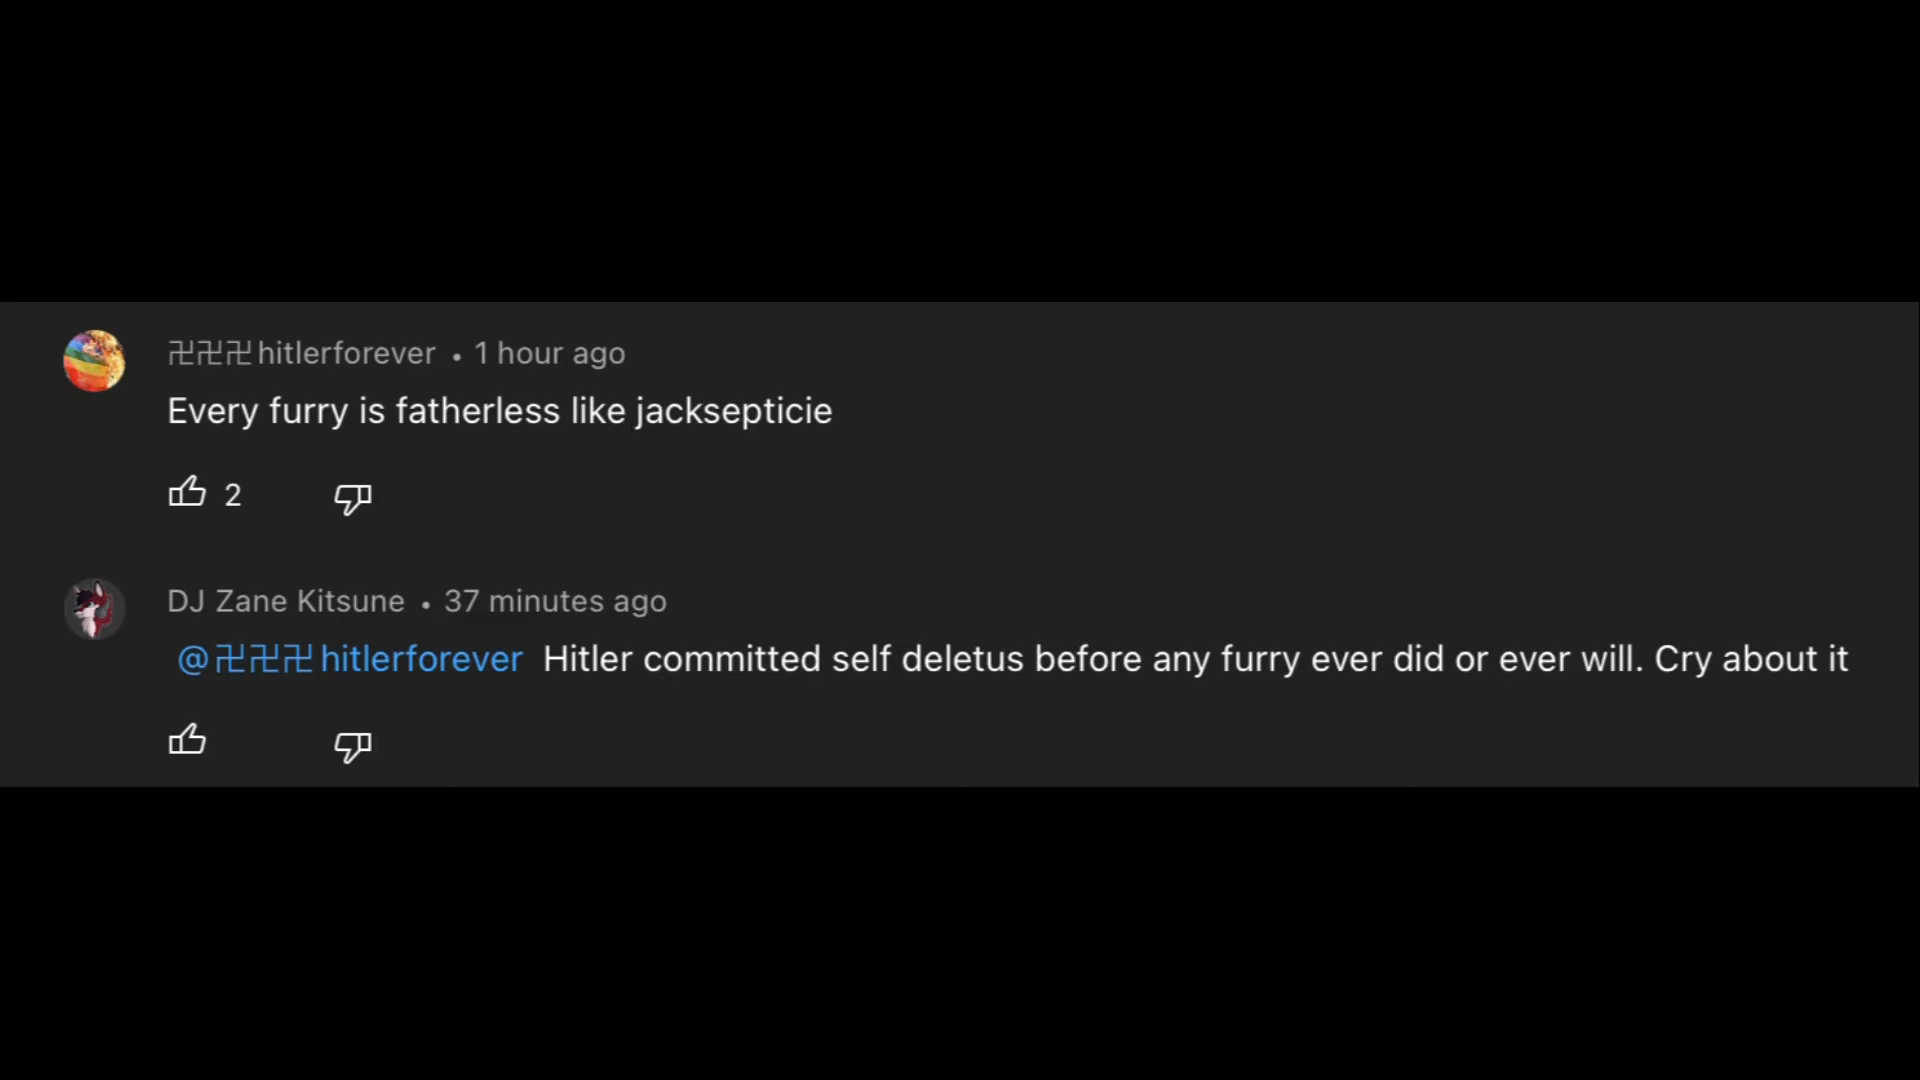 卍卍卍hitlerforever • 1 hour ago
Every furry is fatherless like jacksepticie
2
DJ Zane Kitsune • 37 minutes ago
@卍卍卍hitlerforever Hitler committed self deletus before any furry ever did or ever will. Cry about it